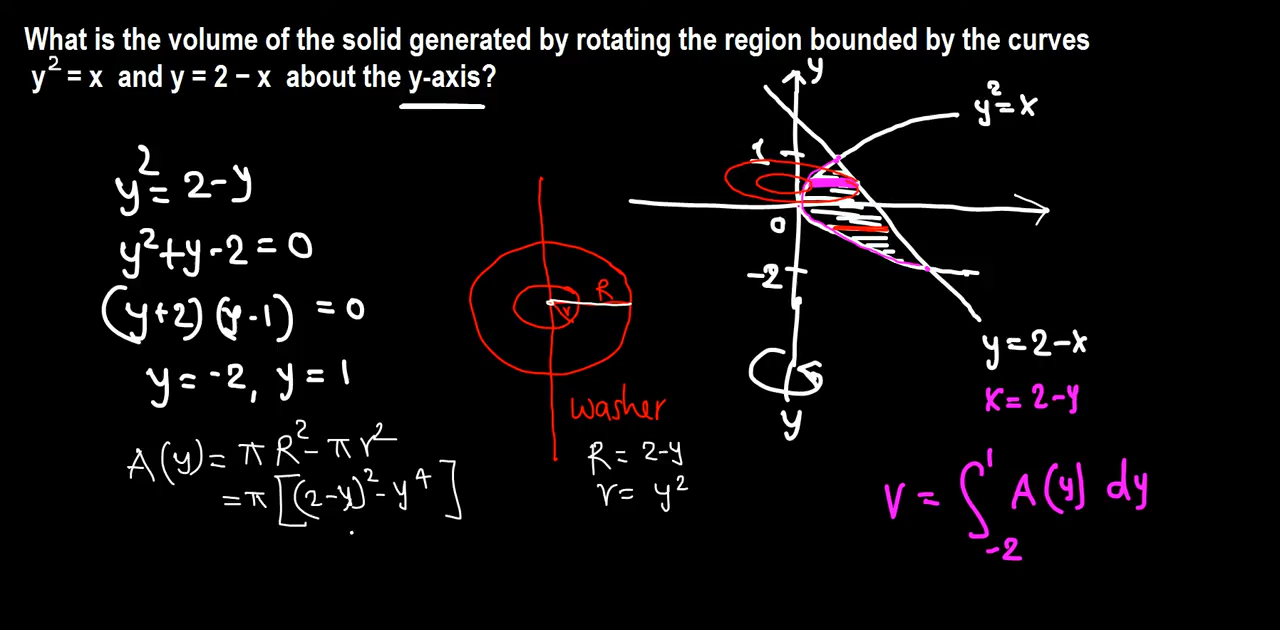 What is the volume of the solid generated by rotating the region bounded by the curves
y² = x and y = 2 − x about the y-axis?
y
y² = x
1
0
-2
y = 2 - x
x = 2 - y
y
y² = 2 - y
y² + y - 2 = 0
(y+2)(y-1) = 0
y = -2, y = 1
A(y) = π R² - π r²
= π [(2-y)² - y⁴]
R
r
washer
R = 2-y
r = y²
V = ∫₋₂¹ A(y) dy